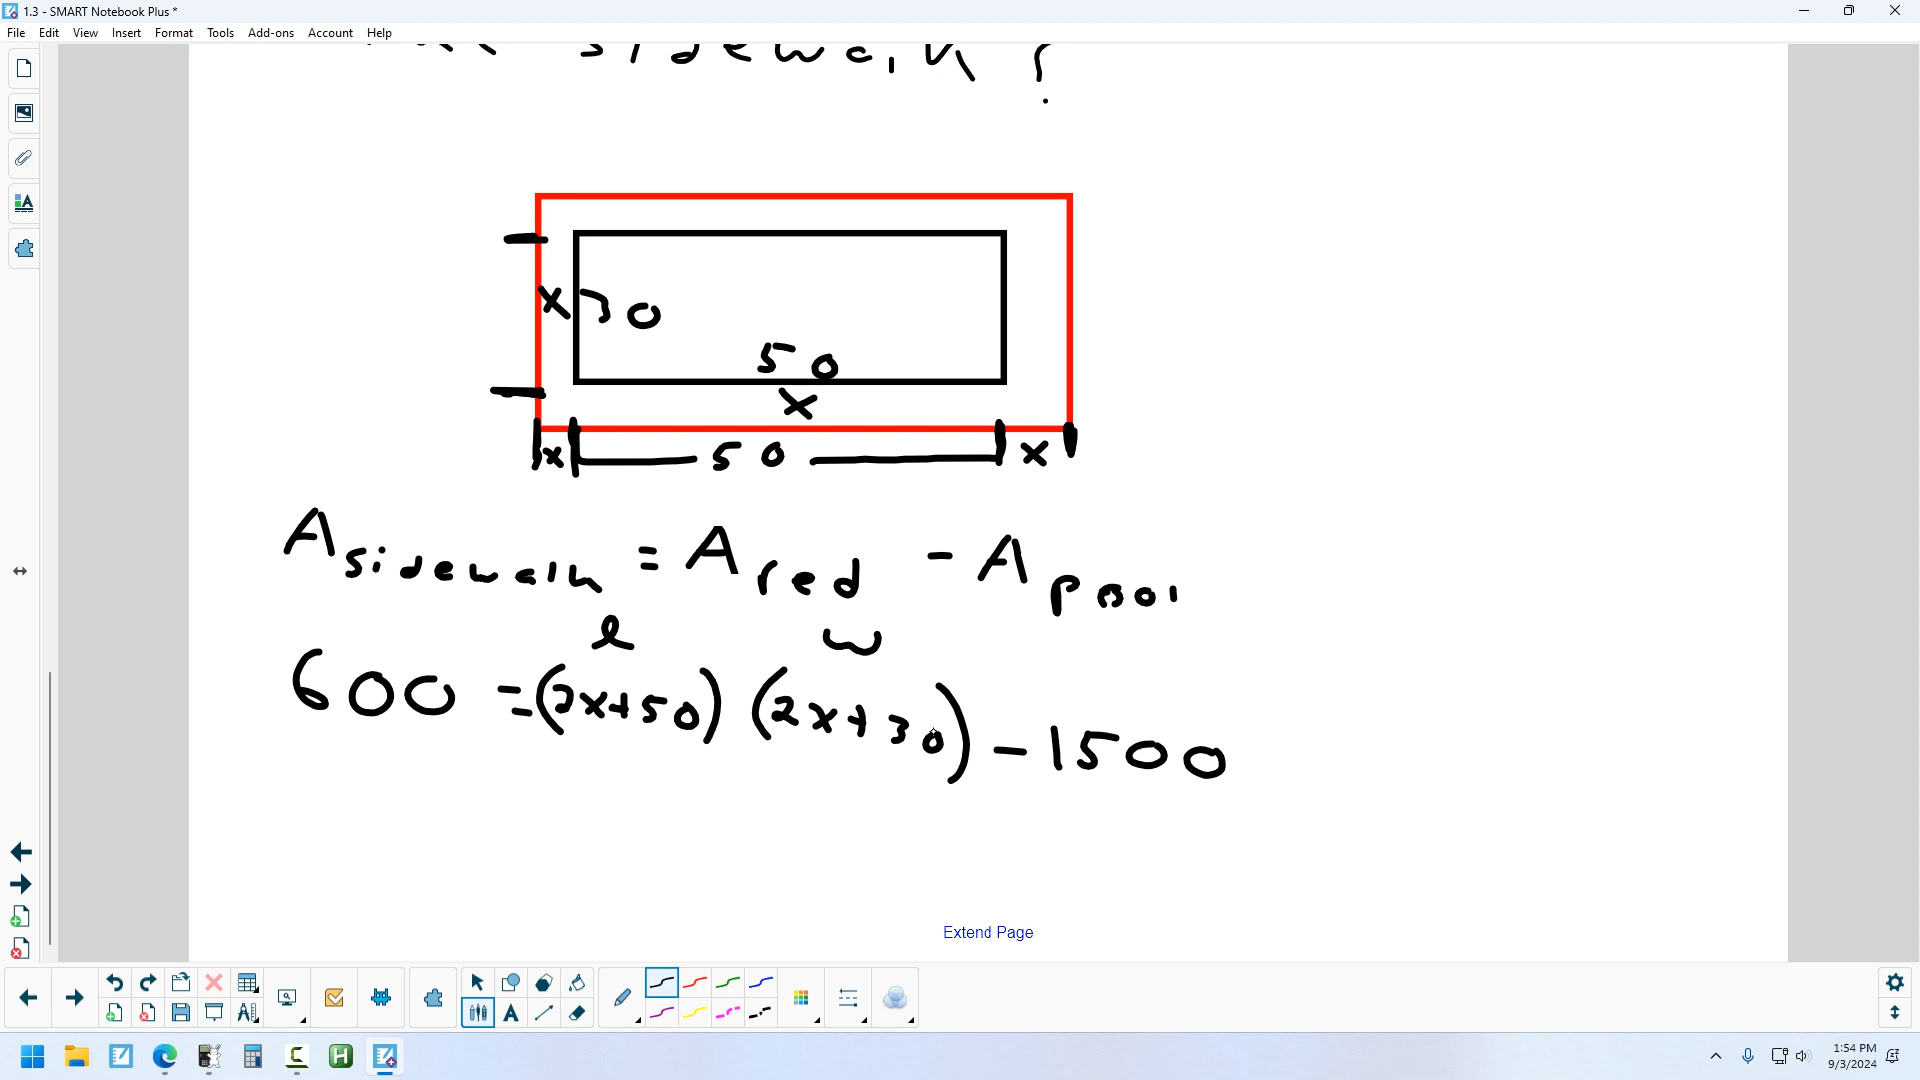 1.3 - SMART Notebook Plus *
File Edit View Insert Format Tools Add-ons Account Help
sidewalk ?
x 30
50
x
x 50 x
A sidewalk = A red - A pool
l w
600 = (2x+50) (2x+30) - 1500
Extend Page
1:54 PM
9/3/2024